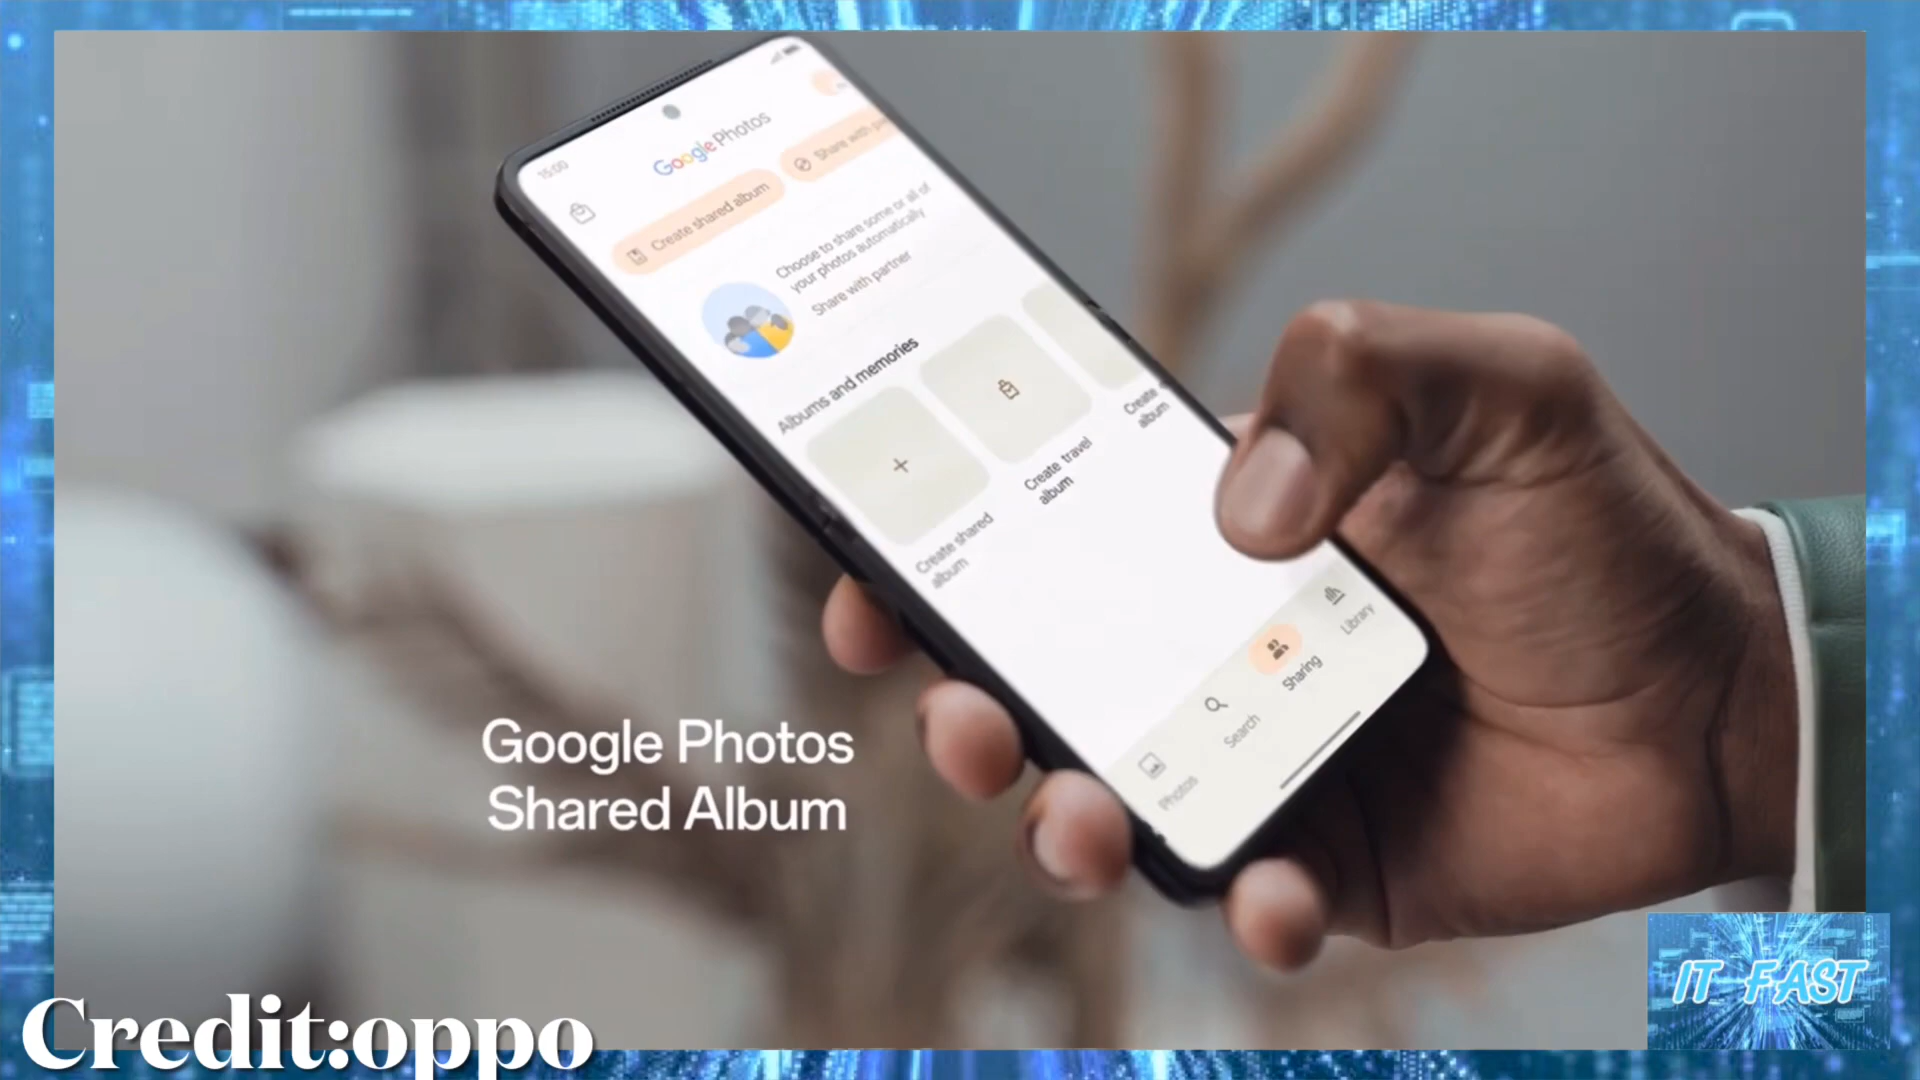 15:00
Google Photos
Create shared album
Share with
Choose to share some or all of
your photos automatically
Share with partner
Albums and memories
Create shared
album
Create travel
album
Create
album
Photos
Search
Sharing
Library
Google Photos
Shared Album
IT FAST
Credit:oppo